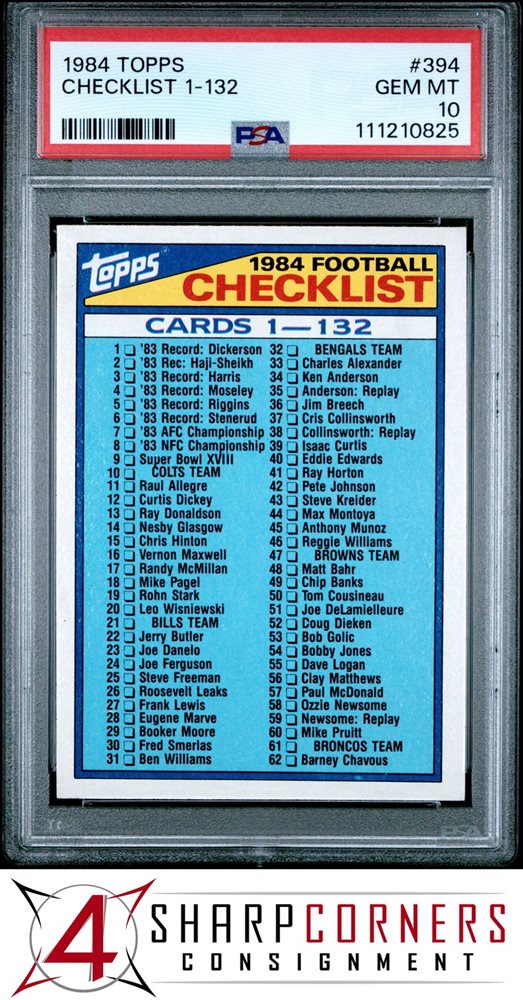 1984 TOPPS #394
CHECKLIST 1-132 GEM MT
10
PSA 111210825
topps
1984 FOOTBALL
CHECKLIST
CARDS 1—132
1 '83 Record: Dickerson
2 '83 Rec: Haji-Sheikh
3 '83 Record: Harris
4 '83 Record: Moseley
5 '83 Record: Riggins
6 '83 Record: Stenerud
7 '83 AFC Championship
8 '83 NFC Championship
9 Super Bowl XVIII
10 COLTS TEAM
11 Raul Allegre
12 Curtis Dickey
13 Ray Donaldson
14 Nesby Glasgow
15 Chris Hinton
16 Vernon Maxwell
17 Randy McMillan
18 Mike Pagel
19 Rohn Stark
20 Leo Wisniewski
21 BILLS TEAM
22 Jerry Butler
23 Joe Danelo
24 Joe Ferguson
25 Steve Freeman
26 Roosevelt Leaks
27 Frank Lewis
28 Eugene Marve
29 Booker Moore
30 Fred Smerlas
31 Ben Williams
32 BENGALS TEAM
33 Charles Alexander
34 Ken Anderson
35 Anderson: Replay
36 Jim Breech
37 Cris Collinsworth
38 Collinsworth: Replay
39 Isaac Curtis
40 Eddie Edwards
41 Ray Horton
42 Pete Johnson
43 Steve Kreider
44 Max Montoya
45 Anthony Munoz
46 Reggie Williams
47 BROWNS TEAM
48 Matt Bahr
49 Chip Banks
50 Tom Cousineau
51 Joe DeLamielleure
52 Doug Dieken
53 Bob Golic
54 Bobby Jones
55 Dave Logan
56 Clay Matthews
57 Paul McDonald
58 Ozzie Newsome
59 Newsome: Replay
60 Mike Pruitt
61 BRONCOS TEAM
62 Barney Chavous
PSA
4 SHARPCORNERS
CONSIGNMENT